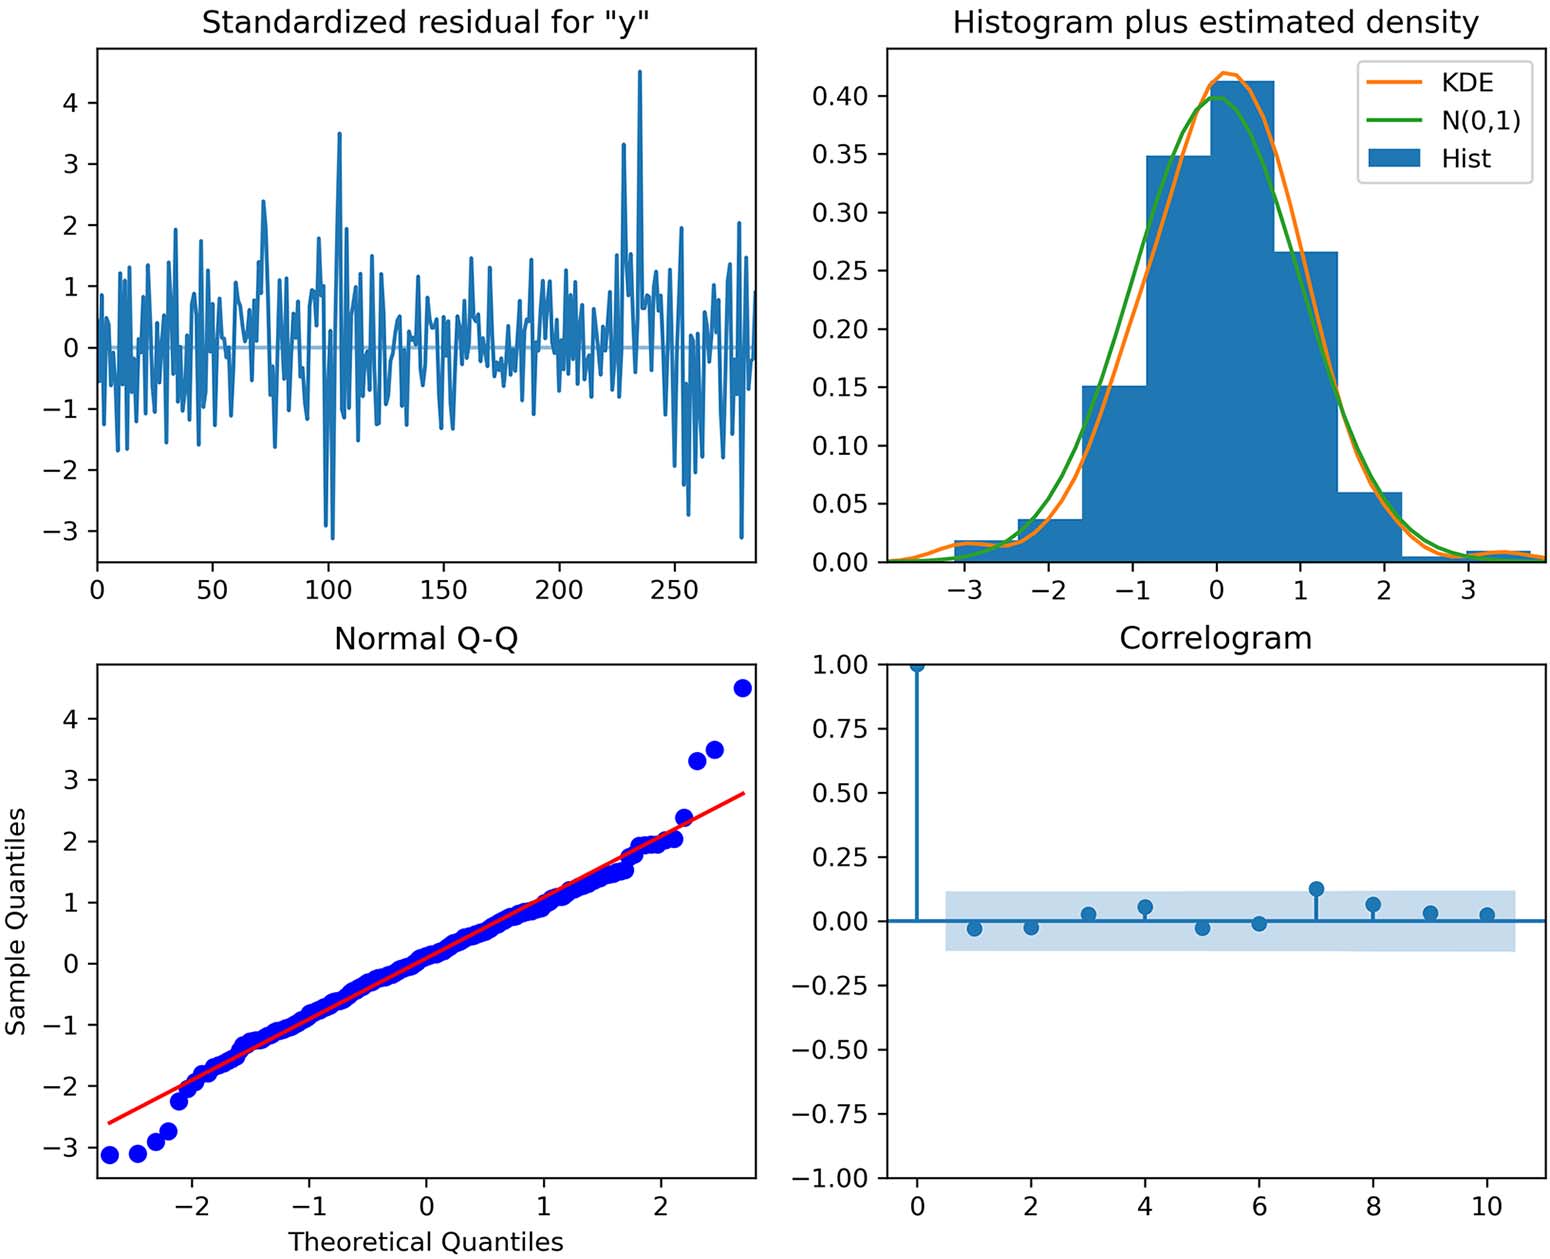 Standardized residual for "y"
4
3
2
1
0
−1
−2
−3
0 50 100 150 200 250
Histogram plus estimated density
KDE
N(0,1)
Hist
0.40
0.35
0.30
0.25
0.20
0.15
0.10
0.05
0.00
−3 −2 −1 0 1 2 3
Normal Q-Q
Sample Quantiles
4
3
2
1
0
−1
−2
−3
−2 −1 0 1 2
Theoretical Quantiles
Correlogram
1.00
0.75
0.50
0.25
0.00
−0.25
−0.50
−0.75
−1.00
0 2 4 6 8 10